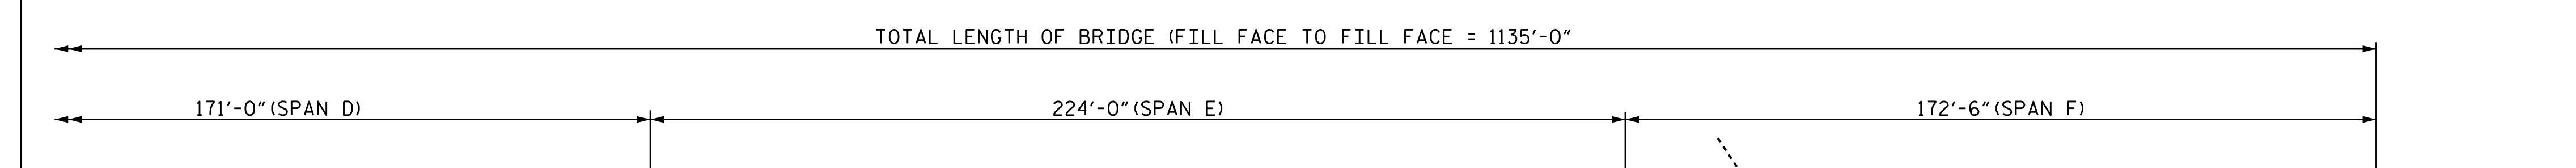 TOTAL LENGTH OF BRIDGE (FILL FACE TO FILL FACE = 1135'-0"
171'-0"(SPAN D) 224'-0"(SPAN E) 172'-6"(SPAN F)